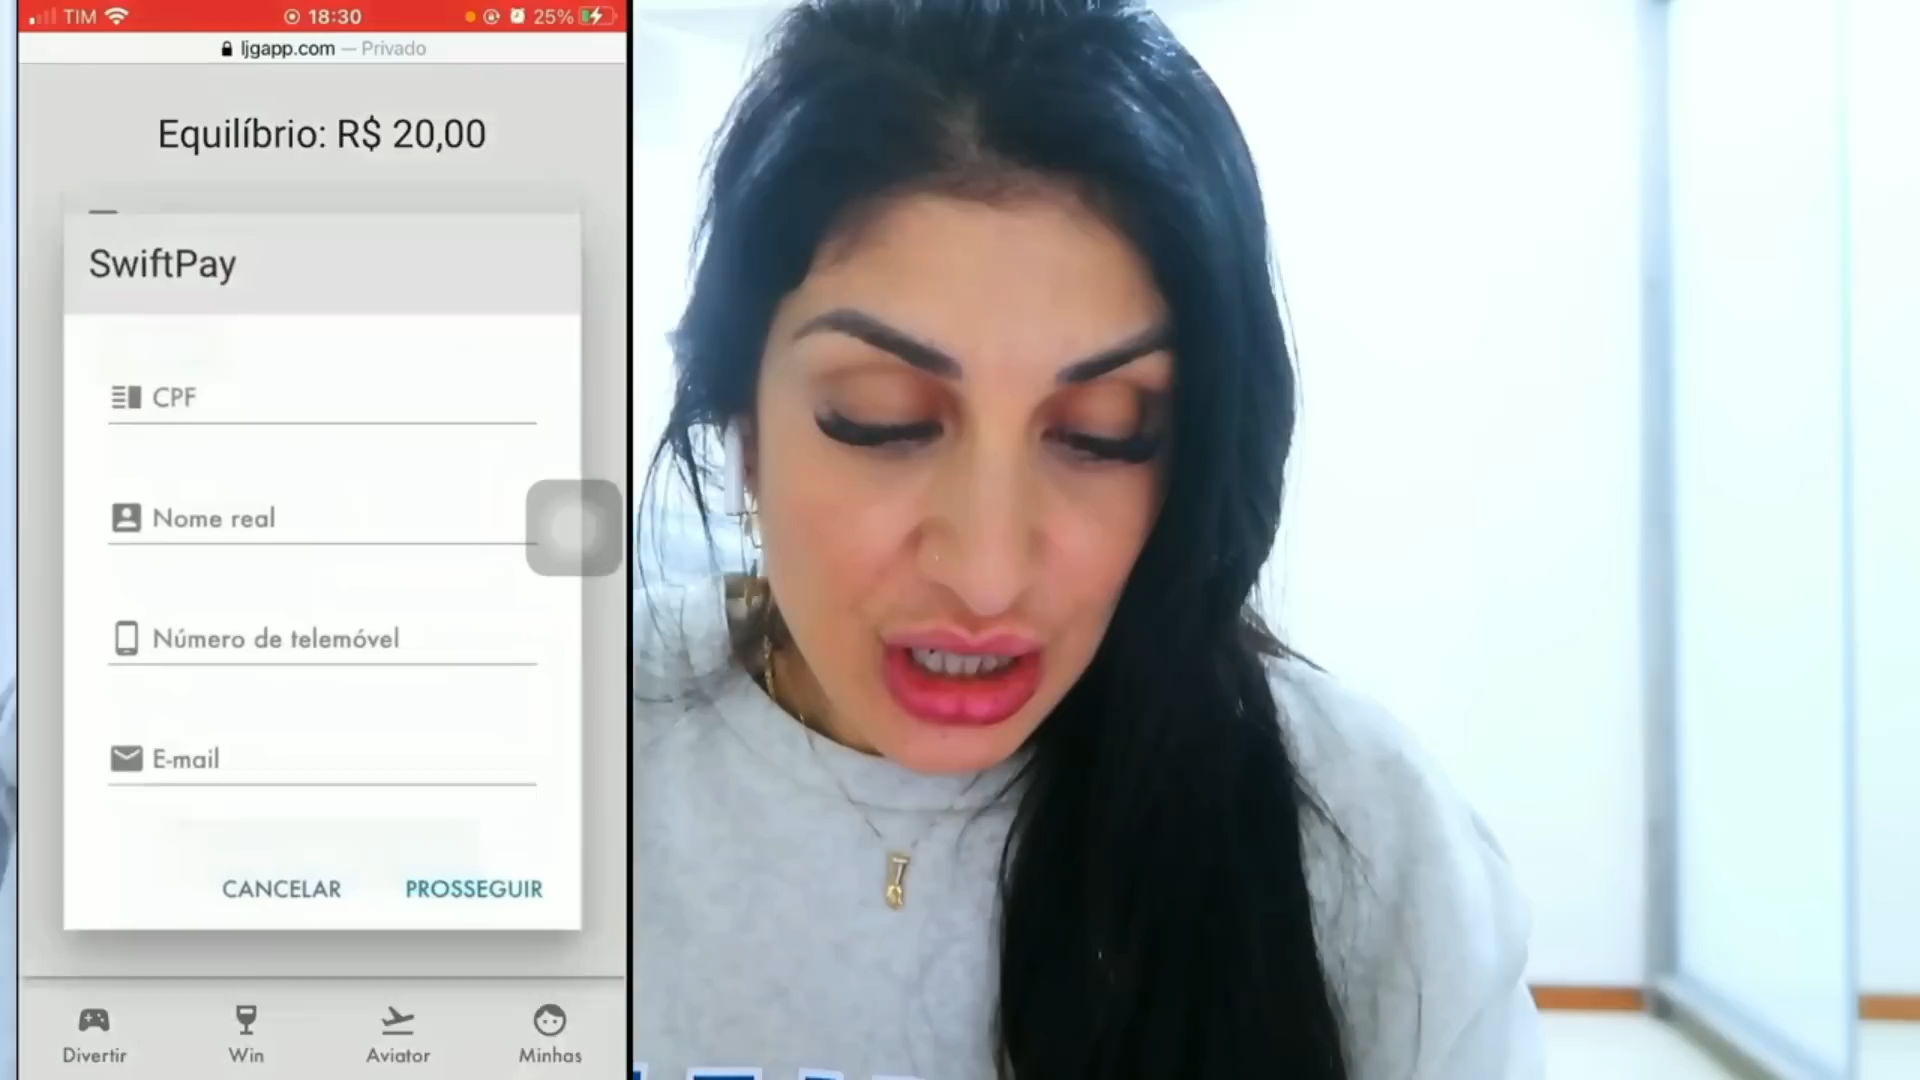 TIM 18:30 25%
ljgapp.com — Privado
Equilíbrio: R$ 20,00
SwiftPay
CPF
Nome real
Número de telemóvel
E-mail
CANCELAR PROSSEGUIR
Divertir Win Aviator Minhas